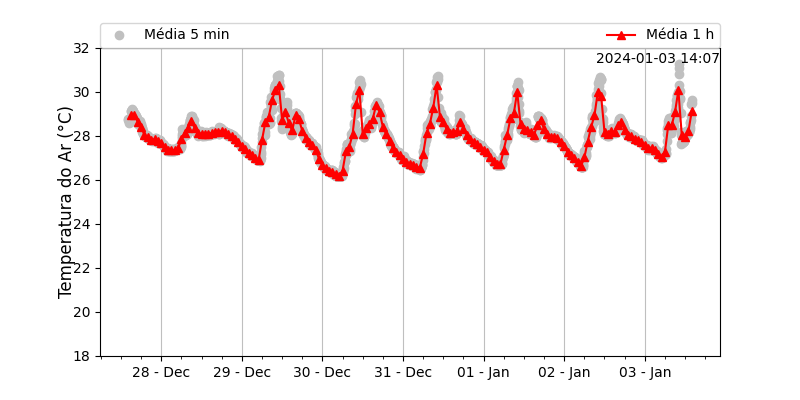 Média 5 min
Média 1 h
2024-01-03 14:07
Temperatura do Ar (°C)
32
30
28
26
24
22
20
18
28 - Dec
29 - Dec
30 - Dec
31 - Dec
01 - Jan
02 - Jan
03 - Jan